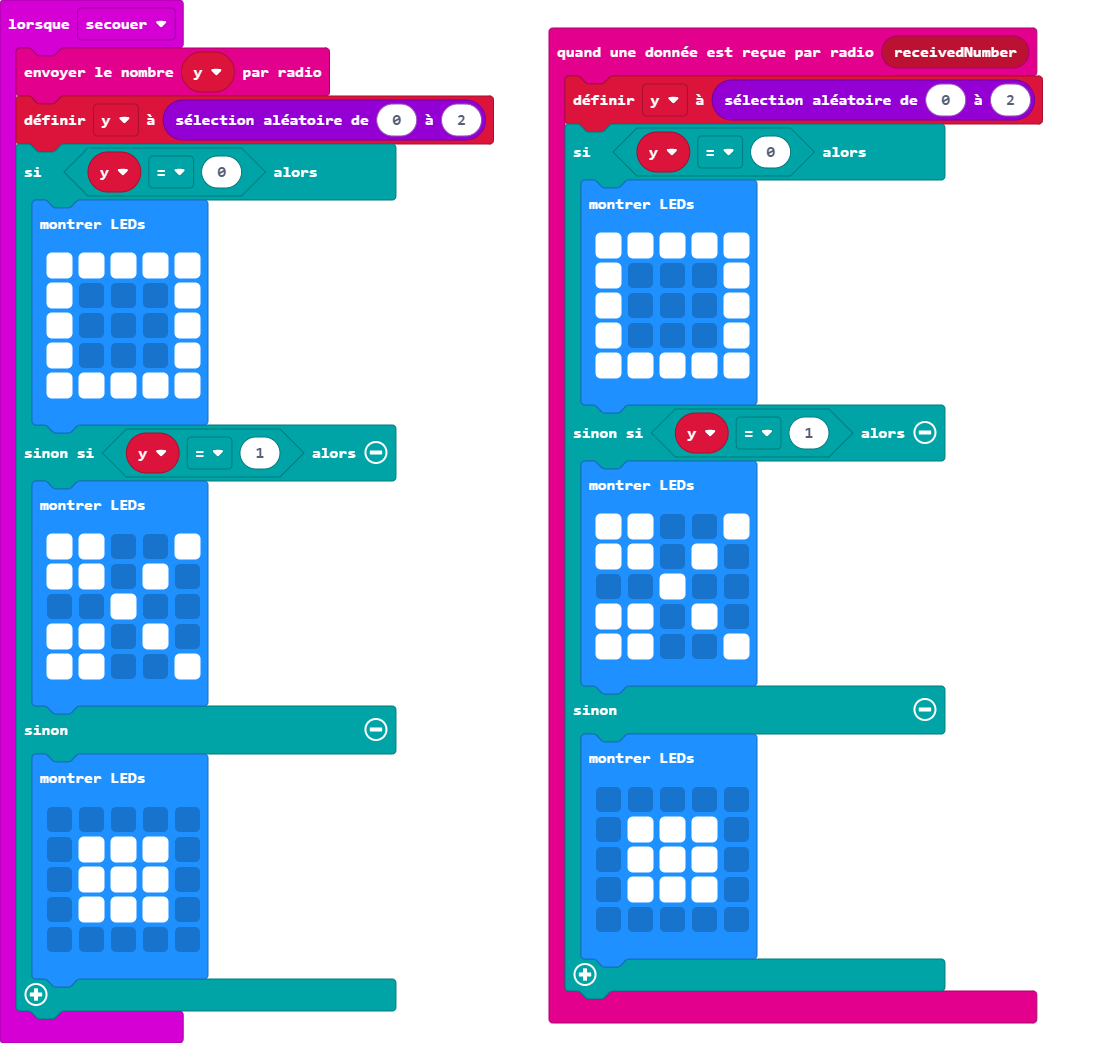 lorsque secouer
envoyer le nombre y par radio
définir y à sélection aléatoire de 0 à 2
si y = 0 alors
montrer LEDs
sinon si y = 1 alors
montrer LEDs
sinon
montrer LEDs
quand une donnée est reçue par radio receivedNumber
définir y à sélection aléatoire de 0 à 2
si y = 0 alors
montrer LEDs
sinon si y = 1 alors
montrer LEDs
sinon
montrer LEDs